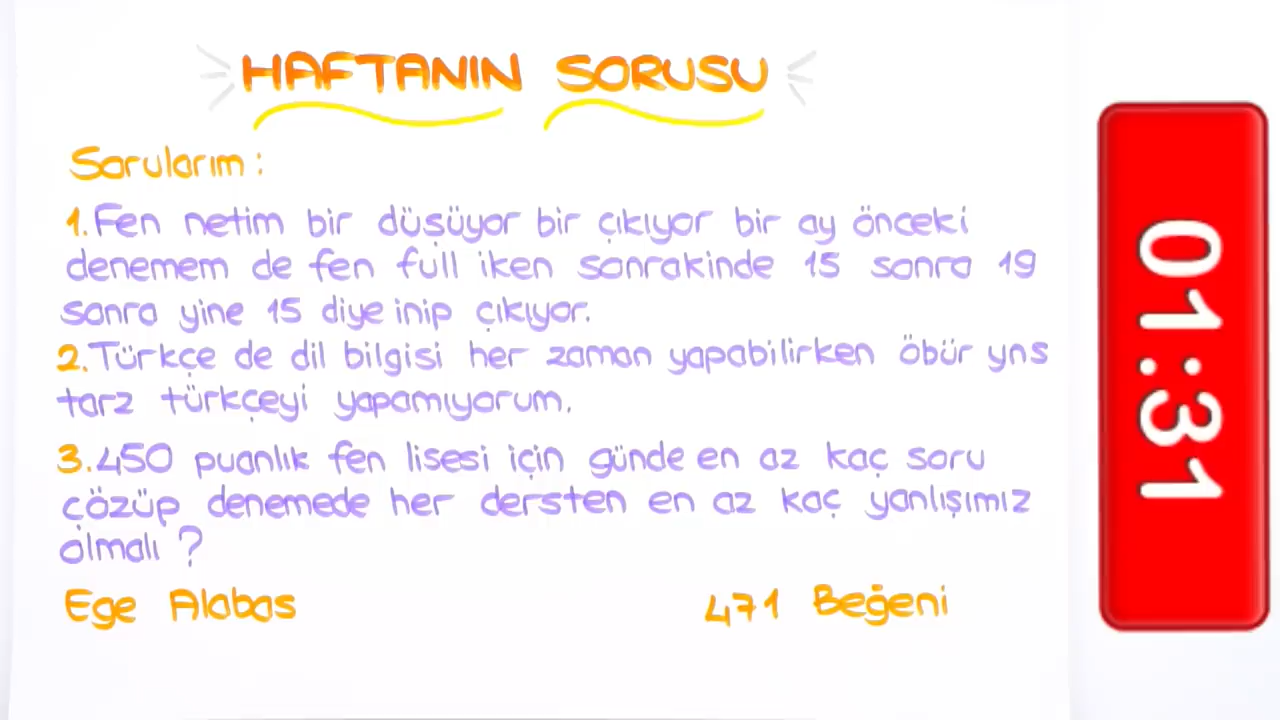 HAFTANIN SORUSU
Sorularım:
1.Fen netim bir düşüyor bir çıkıyor bir ay önceki
denemem de fen full iken sonrakinde 15 sonra 19
sonra yine 15 diye inip çıkıyor.
2.Türkçe de dil bilgisi her zaman yapabilirken öbür yns
tarz türkçeyi yapamıyorum.
3.450 puanlık fen lisesi için günde en az kaç soru
çözüp denemede her dersten en az kaç yanlışımız
olmalı ?
Ege Alabas
471 Beğeni
01:31